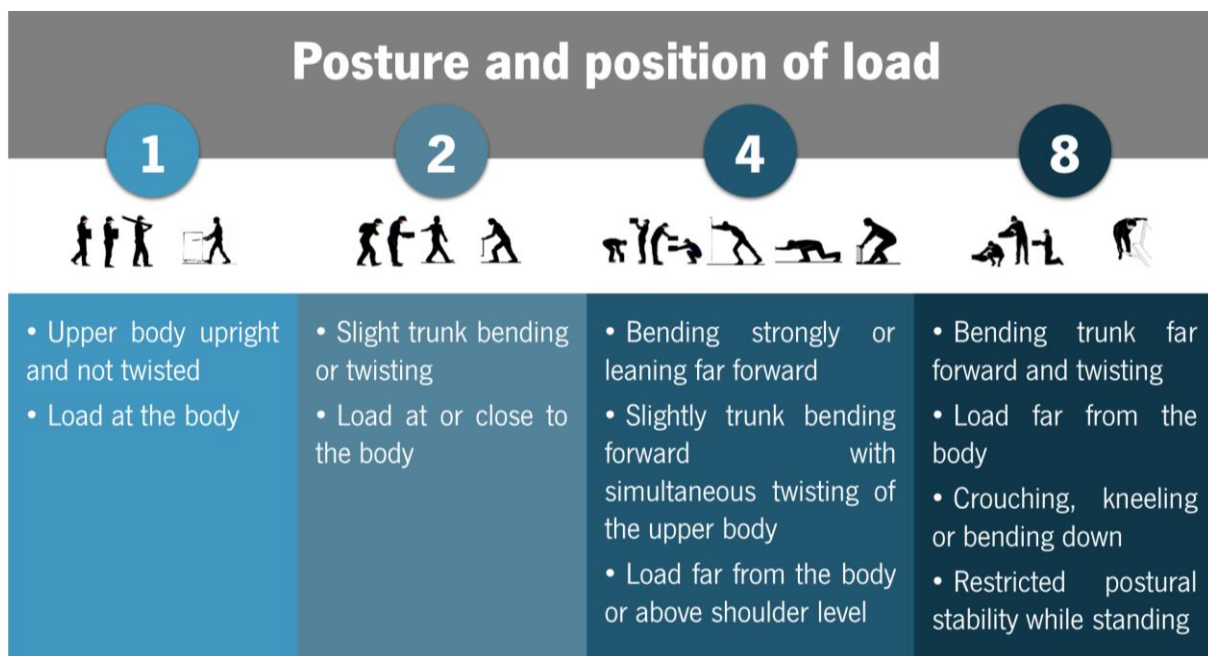 Posture and position of load
1
2
4
8
• Upper body upright
and not twisted
• Load at the body
• Slight trunk bending
or twisting
• Load at or close to
the body
• Bending strongly or
leaning far forward
• Slightly trunk bending
forward with
simultaneous twisting of
the upper body
• Load far from the body
or above shoulder level
• Bending trunk far
forward and twisting
• Load far from the
body
• Crouching, kneeling
or bending down
• Restricted postural
stability while standing